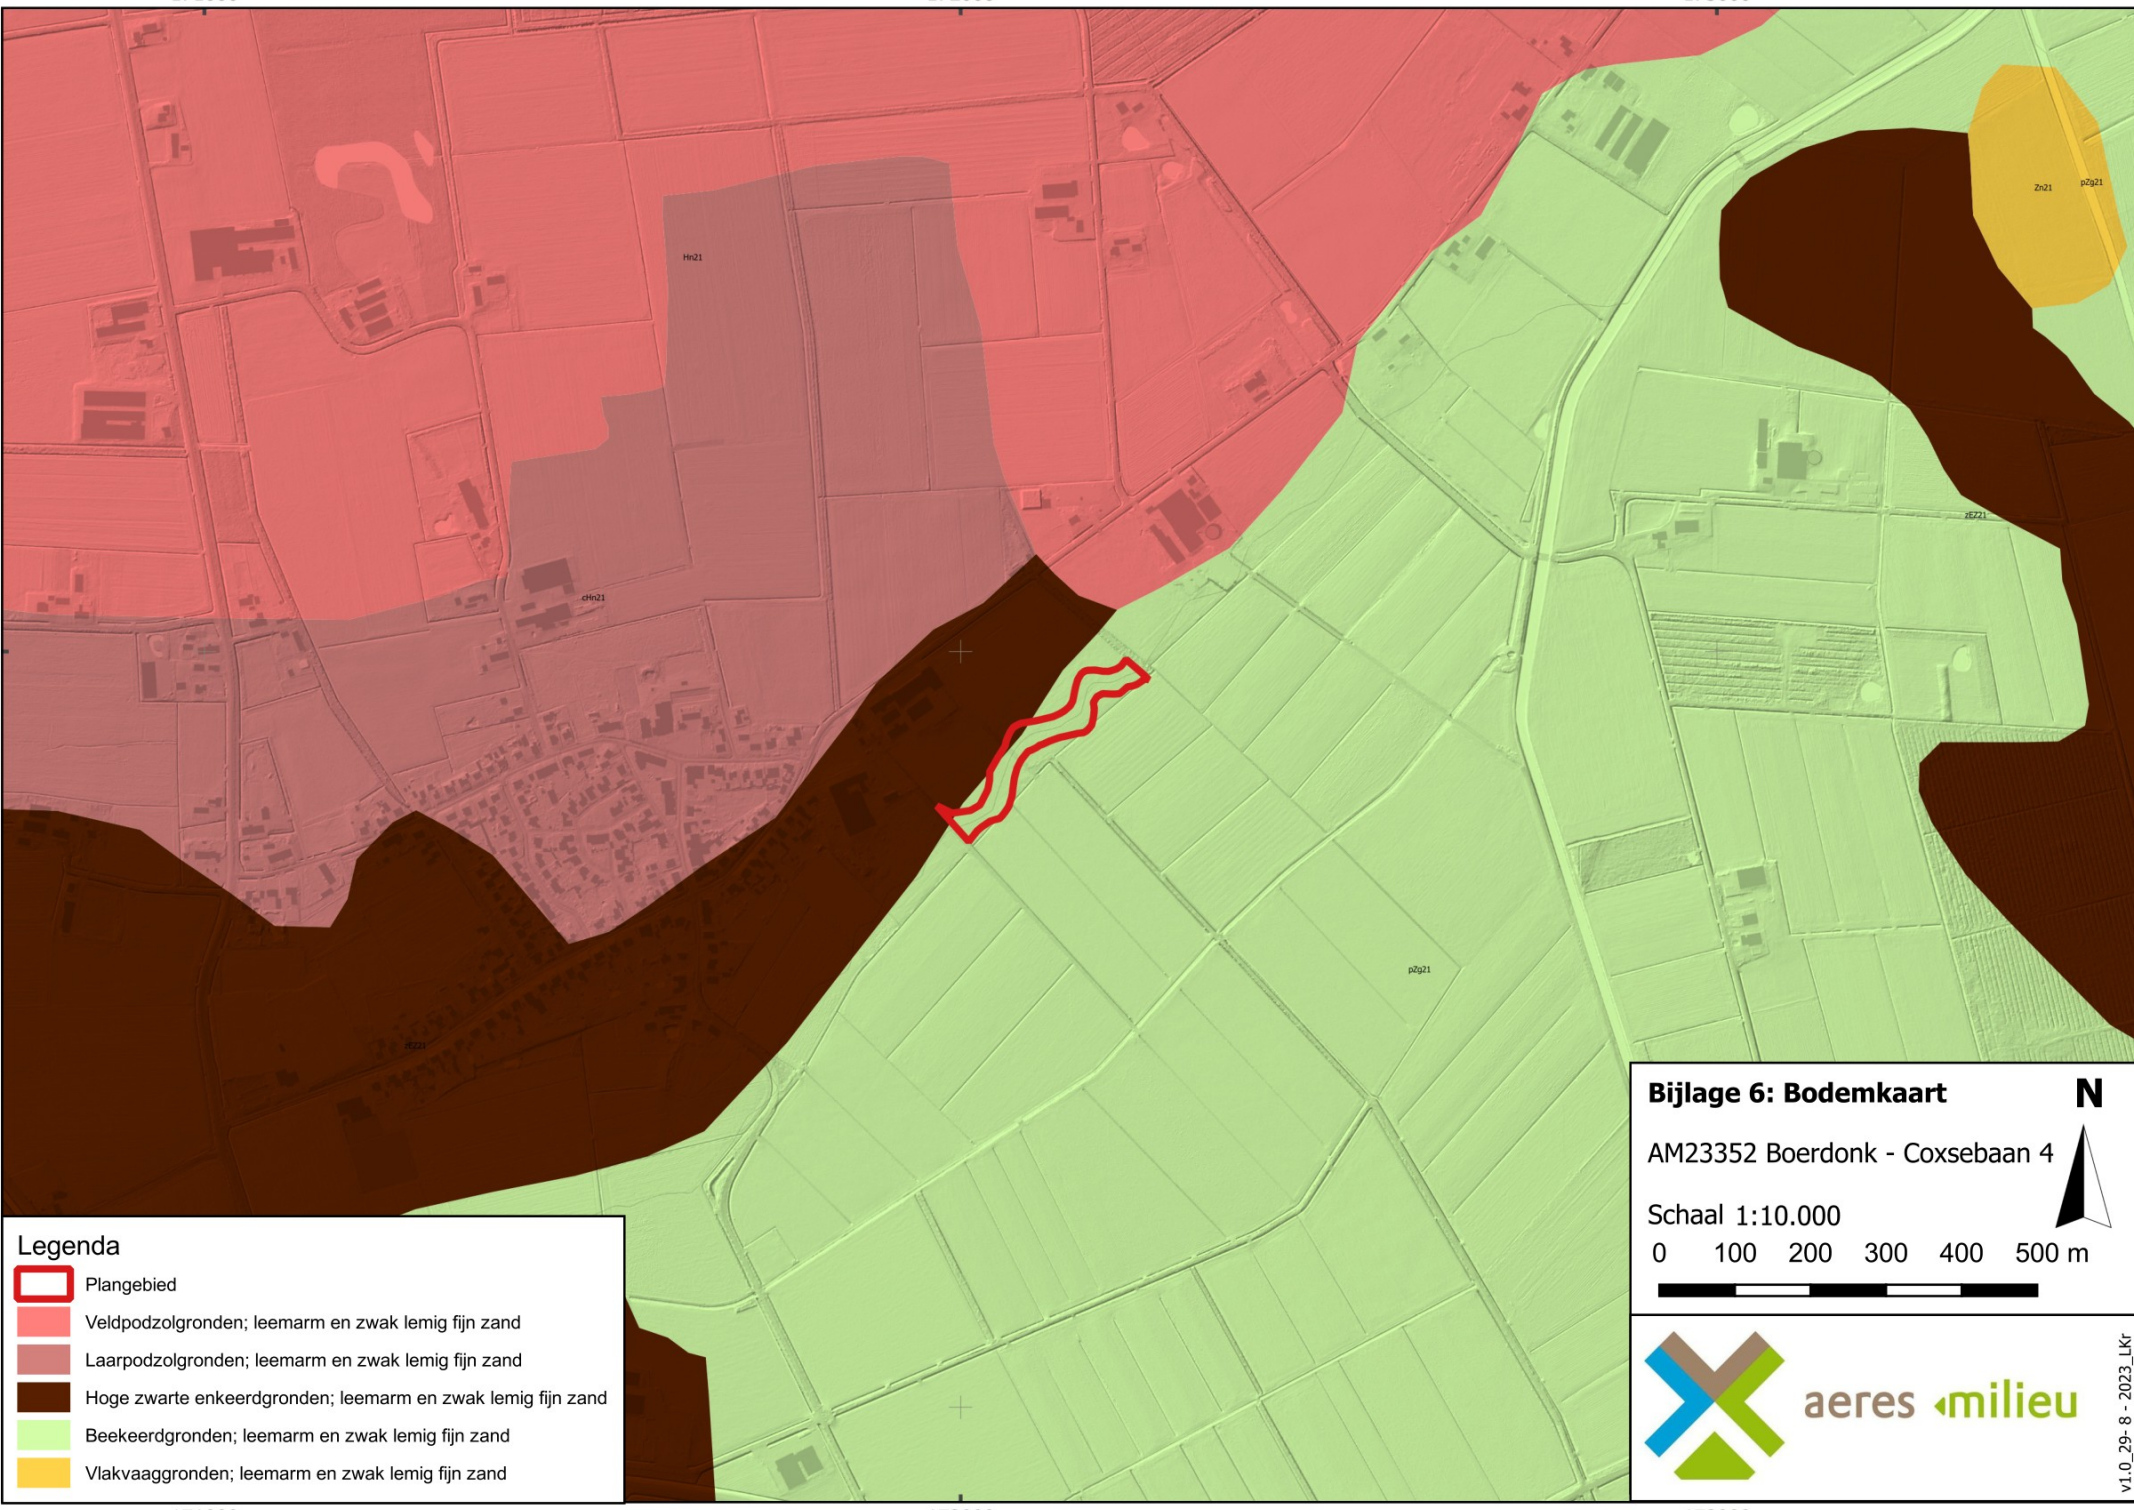 Zn21
pZg21
Hn21
zEZ21
cHn21
pZg21
zEZ21
Bijlage 6: Bodemkaart
N
AM23352 Boerdonk - Coxsebaan 4
Schaal 1:10.000
0 100 200 300 400 500 m
Legenda
Plangebied
Veldpodzolgronden; leemarm en zwak lemig fijn zand
Laarpodzolgronden; leemarm en zwak lemig fijn zand
Hoge zwarte enkeerdgronden; leemarm en zwak lemig fijn zand
Beekeerdgronden; leemarm en zwak lemig fijn zand
Vlakvaaggronden; leemarm en zwak lemig fijn zand
aeres milieu
v1.0_29- 8 - 2023_LKr